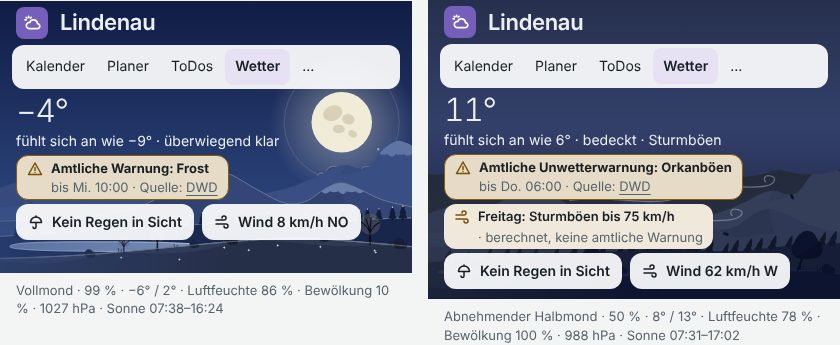 Lindenau
Kalender Planer ToDos Wetter ...
−4°
fühlt sich an wie −9° · überwiegend klar
Amtliche Warnung: Frost
bis Mi. 10:00 · Quelle: DWD
Kein Regen in Sicht
Wind 8 km/h NO
Vollmond · 99 % · −6° / 2° · Luftfeuchte 86 % · Bewölkung 10
% · 1027 hPa · Sonne 07:38–16:24
Lindenau
Kalender Planer ToDos Wetter ...
11°
fühlt sich an wie 6° · bedeckt · Sturmböen
Amtliche Unwetterwarnung: Orkanböen
bis Do. 06:00 · Quelle: DWD
Freitag: Sturmböen bis 75 km/h
· berechnet, keine amtliche Warnung
Kein Regen in Sicht
Wind 62 km/h W
Abnehmender Halbmond · 50 % · 8° / 13° · Luftfeuchte 78 % ·
Bewölkung 100 % · 988 hPa · Sonne 07:31–17:02